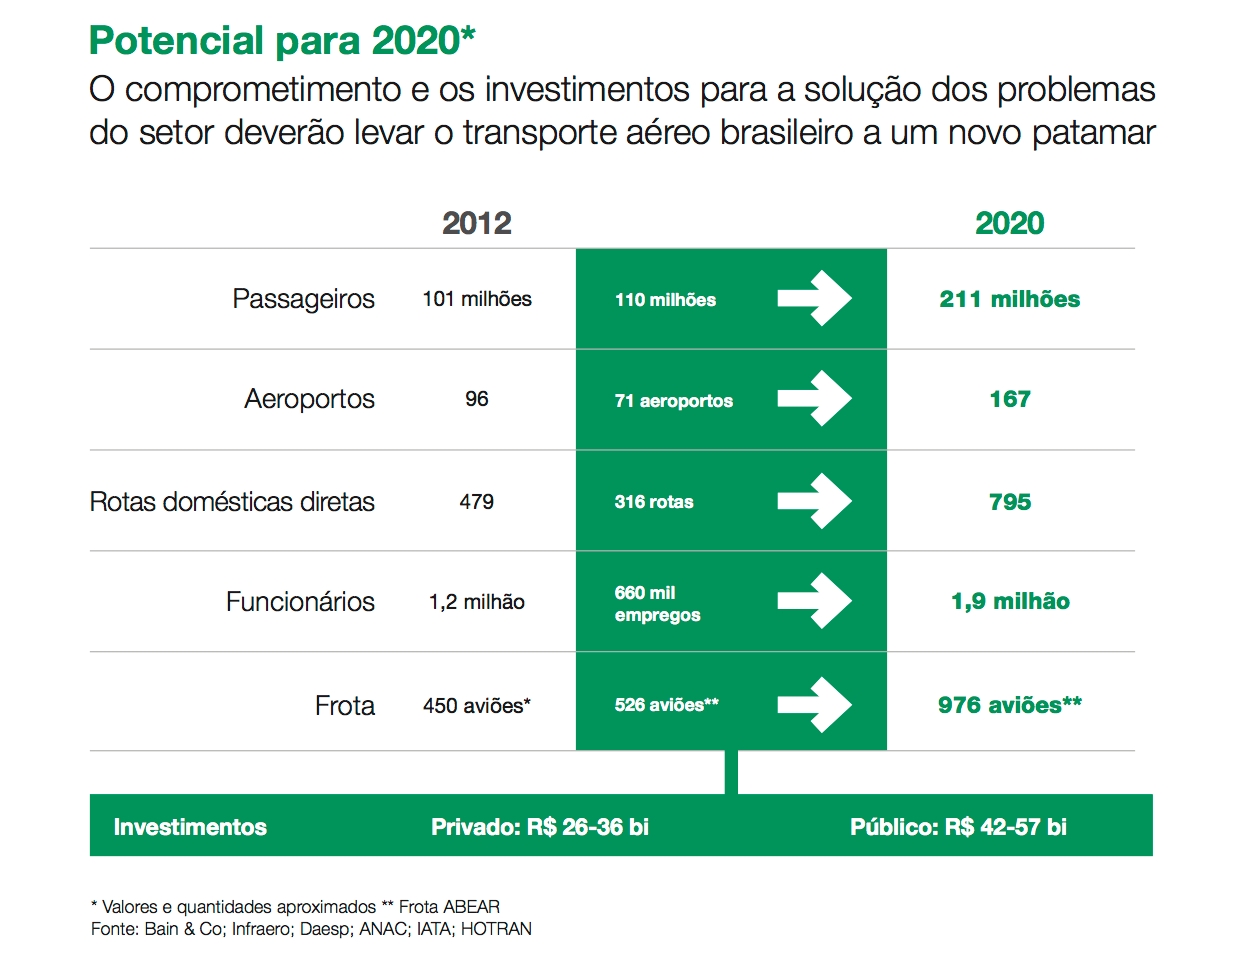 Potencial para 2020*
O comprometimento e os investimentos para a solução dos problemas
do setor deverão levar o transporte aéreo brasileiro a um novo patamar
2012 2020
Passageiros 101 milhões 110 milhões 211 milhões
Aeroportos 96 71 aeroportos 167
Rotas domésticas diretas 479 316 rotas 795
Funcionários 1,2 milhão 660 mil
empregos 1,9 milhão
Frota 450 aviões* 526 aviões** 976 aviões**
Investimentos Privado: R$ 26-36 bi Público: R$ 42-57 bi
* Valores e quantidades aproximados ** Frota ABEAR
Fonte: Bain & Co; Infraero; Daesp; ANAC; IATA; HOTRAN